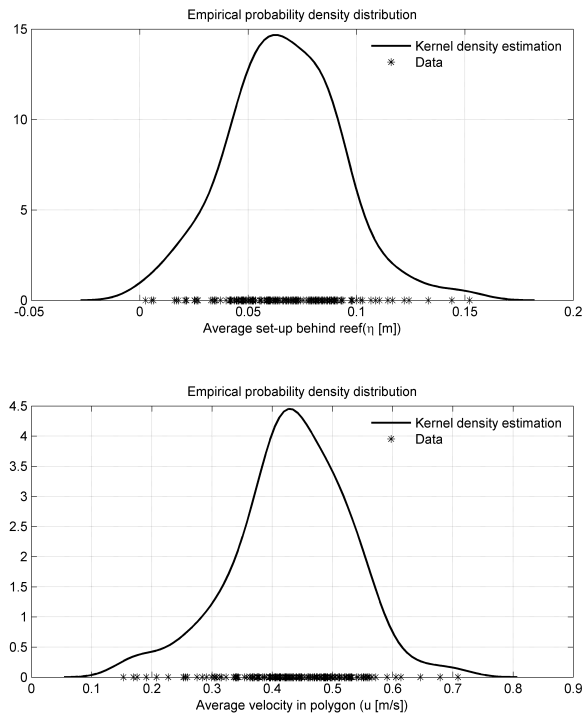 Empirical probability density distribution
15
10
5
0
Kernel density estimation
Data
-0.05 0 0.05 0.1 0.15 0.2
Average set-up behind reef(η [m])
Empirical probability density distribution
4.5
4
3.5
3
2.5
2
1.5
1
0.5
0
Kernel density estimation
Data
0 0.1 0.2 0.3 0.4 0.5 0.6 0.7 0.8 0.9
Average velocity in polygon (u [m/s])